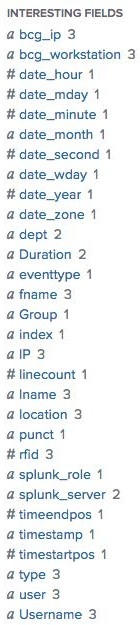 INTERESTING FIELDS
a bcg_ip 3
a bcg_workstation 3
# date_hour 1
# date_mday 1
# date_minute 1
a date_month 1
# date_second 1
a date_wday 1
# date_year 1
a date_zone 1
a dept 2
a Duration 2
a eventtype 1
a fname 3
a Group 1
a index 1
a IP 3
# linecount 1
a lname 3
a location 3
a punct 1
# rfid 3
a splunk_role 1
a splunk_server 2
# timeendpos 1
a timestamp 1
# timestartpos 1
a type 3
a user 3
a Username 3